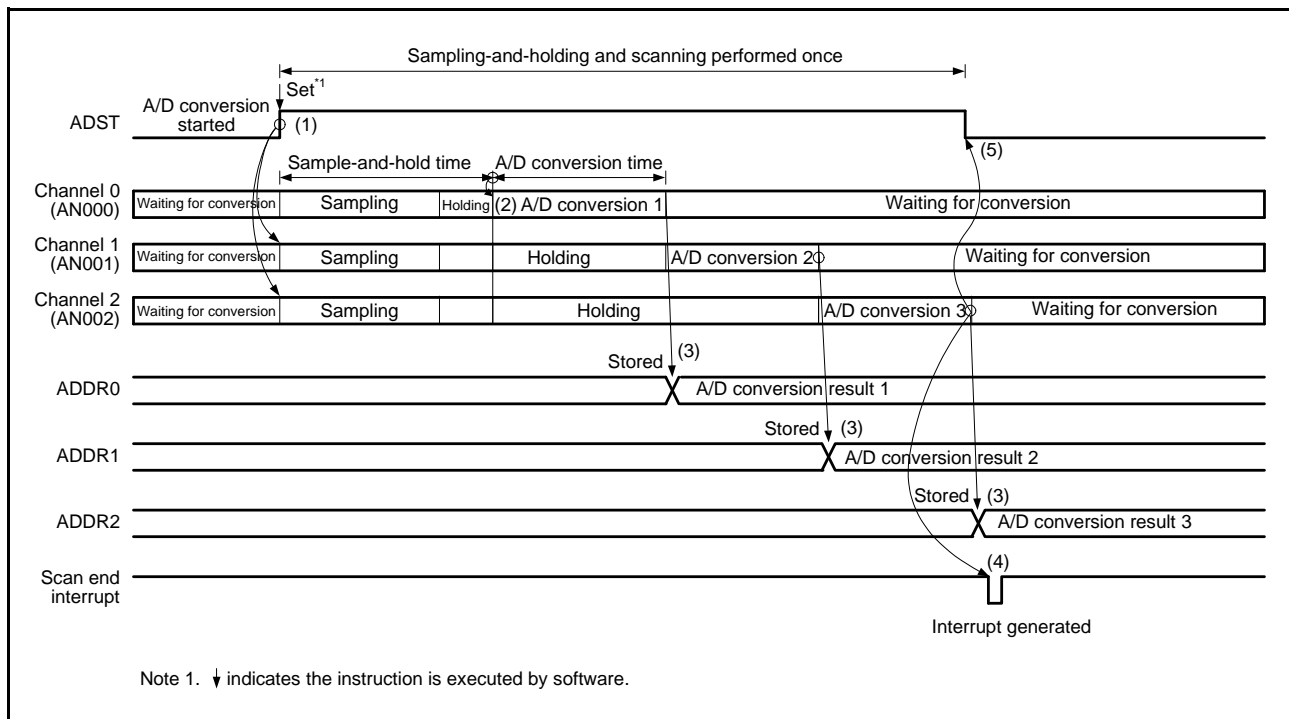 Sampling-and-holding and scanning performed once
Set*1
A/D conversion
started
ADST
(1)
(5)
Sample-and-hold time
A/D conversion time
Channel 0
(AN000)
Waiting for conversion
Sampling
Holding
(2) A/D conversion 1
Waiting for conversion
Channel 1
(AN001)
Waiting for conversion
Sampling
Holding
A/D conversion 2
Waiting for conversion
Channel 2
(AN002)
Waiting for conversion
Sampling
Holding
A/D conversion 3
Waiting for conversion
Stored
(3)
ADDR0
A/D conversion result 1
Stored
(3)
ADDR1
A/D conversion result 2
Stored
(3)
ADDR2
A/D conversion result 3
Scan end
interrupt
(4)
Interrupt generated
Note 1. indicates the instruction is executed by software.